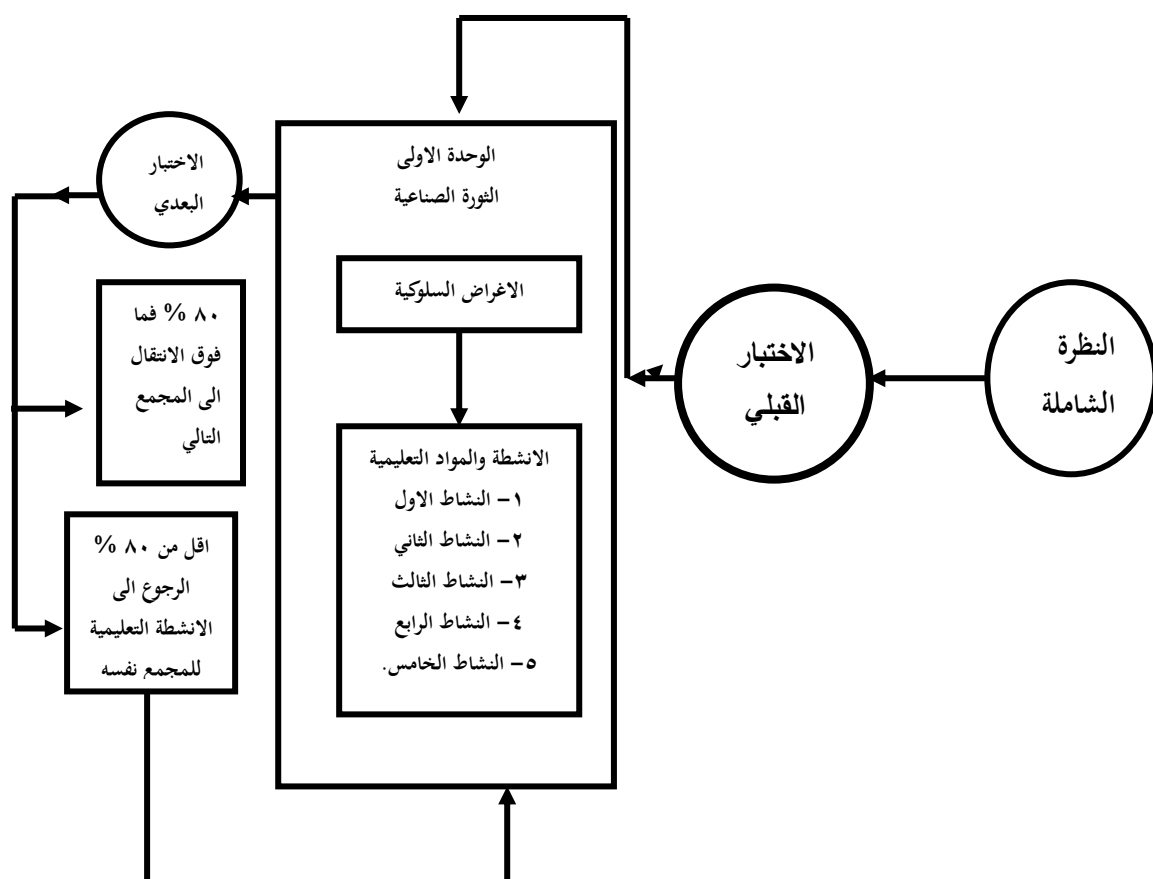 النظرة
الشاملة
الاختبار
القبلي
الوحدة الاولى
الثورة الصناعية
الاغراض السلوكية
الانشطة والمواد التعليمية
١- النشاط الاول
٢- النشاط الثاني
٣- النشاط الثالث
٤- النشاط الرابع
٥- النشاط الخامس.
الاختبار
البعدي
٨٠ % فما
فوق الانتقال
الى المجمع
التالي
اقل من ٨٠ %
الرجوع الى
الانشطة التعليمية
للمجمع نفسه